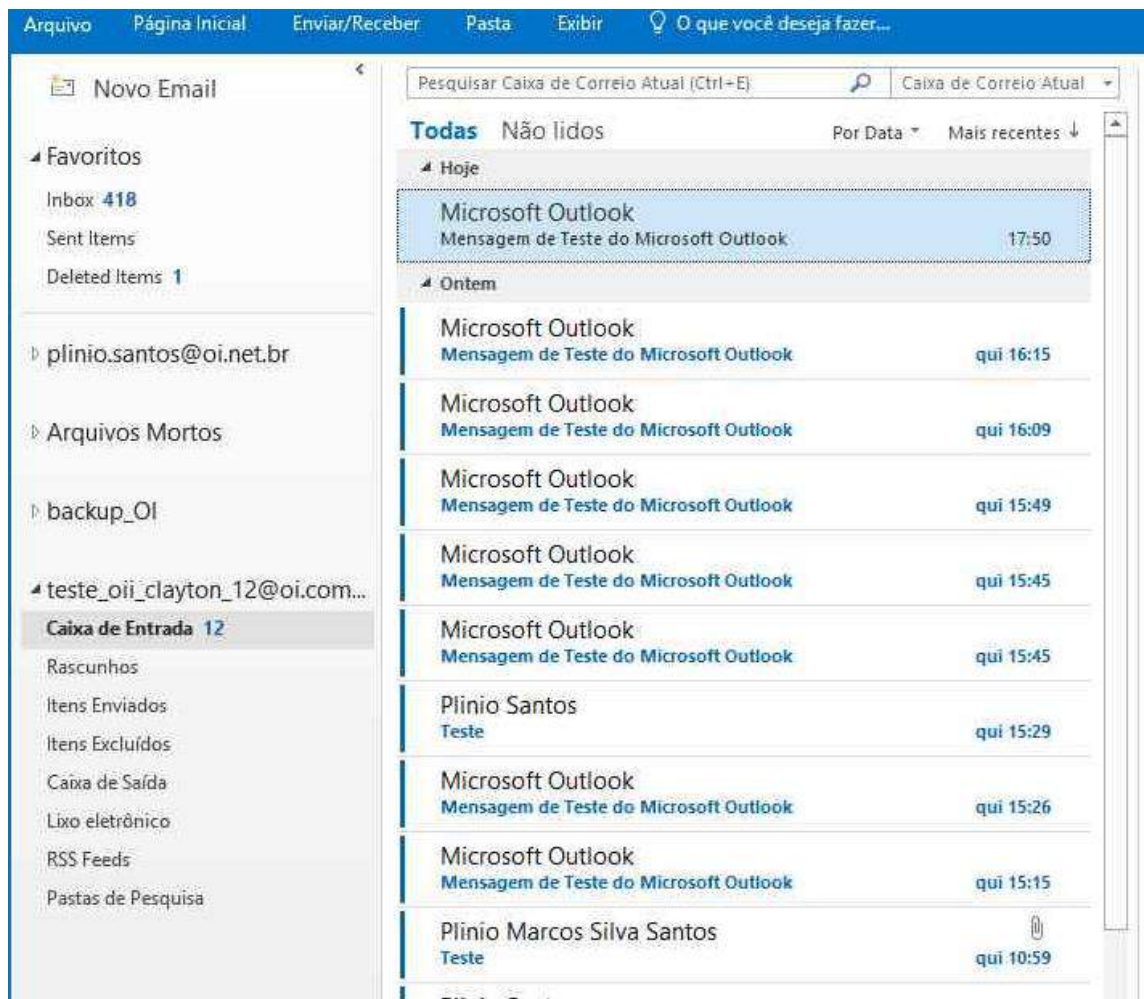 Arquivo Página Inicial Enviar/Receber Pasta Exibir O que você deseja fazer...
Novo Email
Favoritos
Inbox 418
Sent Items
Deleted Items 1
plinio.santos@oi.net.br
Arquivos Mortos
backup_OI
teste_oii_clayton_12@oi.com...
Caixa de Entrada 12
Rascunhos
Itens Enviados
Itens Excluídos
Caixa de Saída
Lixo eletrônico
RSS Feeds
Pastas de Pesquisa
Pesquisar Caixa de Correio Atual (Ctrl+E) Caixa de Correio Atual
Todas Não lidos Por Data Mais recentes
Hoje
Microsoft Outlook
Mensagem de Teste do Microsoft Outlook 17:50
Ontem
Microsoft Outlook
Mensagem de Teste do Microsoft Outlook qui 16:15
Microsoft Outlook
Mensagem de Teste do Microsoft Outlook qui 16:09
Microsoft Outlook
Mensagem de Teste do Microsoft Outlook qui 15:49
Microsoft Outlook
Mensagem de Teste do Microsoft Outlook qui 15:45
Microsoft Outlook
Mensagem de Teste do Microsoft Outlook qui 15:45
Plinio Santos
Teste qui 15:29
Microsoft Outlook
Mensagem de Teste do Microsoft Outlook qui 15:26
Microsoft Outlook
Mensagem de Teste do Microsoft Outlook qui 15:15
Plinio Marcos Silva Santos
Teste qui 10:59